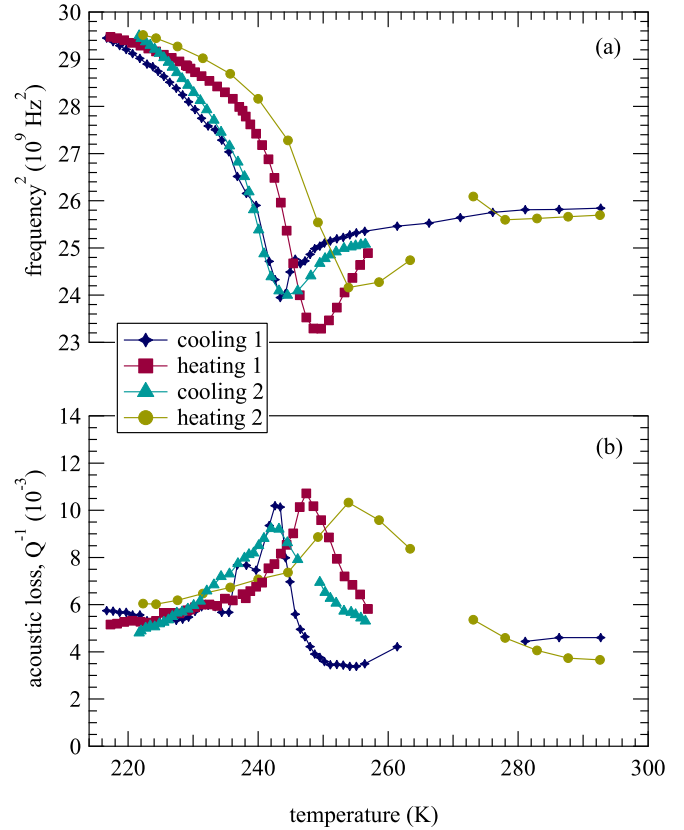 30
29
28
27
26
25
24
23
frequency² (10⁹ Hz²)
(a)
cooling 1
heating 1
cooling 2
heating 2
14
12
10
8
6
4
2
0
acoustic loss, Q⁻¹ (10⁻³)
(b)
220 240 260 280 300
temperature (K)